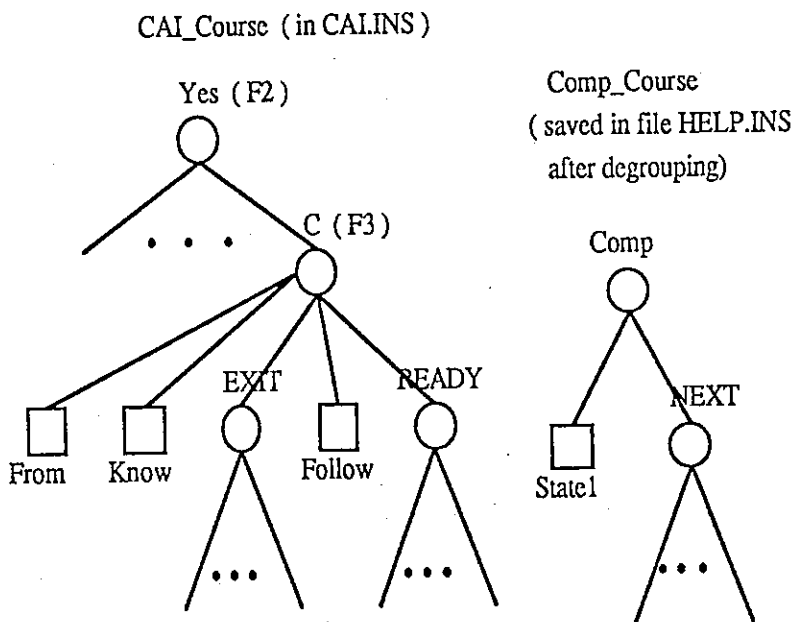 CAI_Course ( in CAI.INS )
Yes ( F2 )
Comp_Course
( saved in file HELP.INS
after degrouping)
C ( F3 )
Comp
EXIT
READY
NEXT
From
Know
Follow
State1